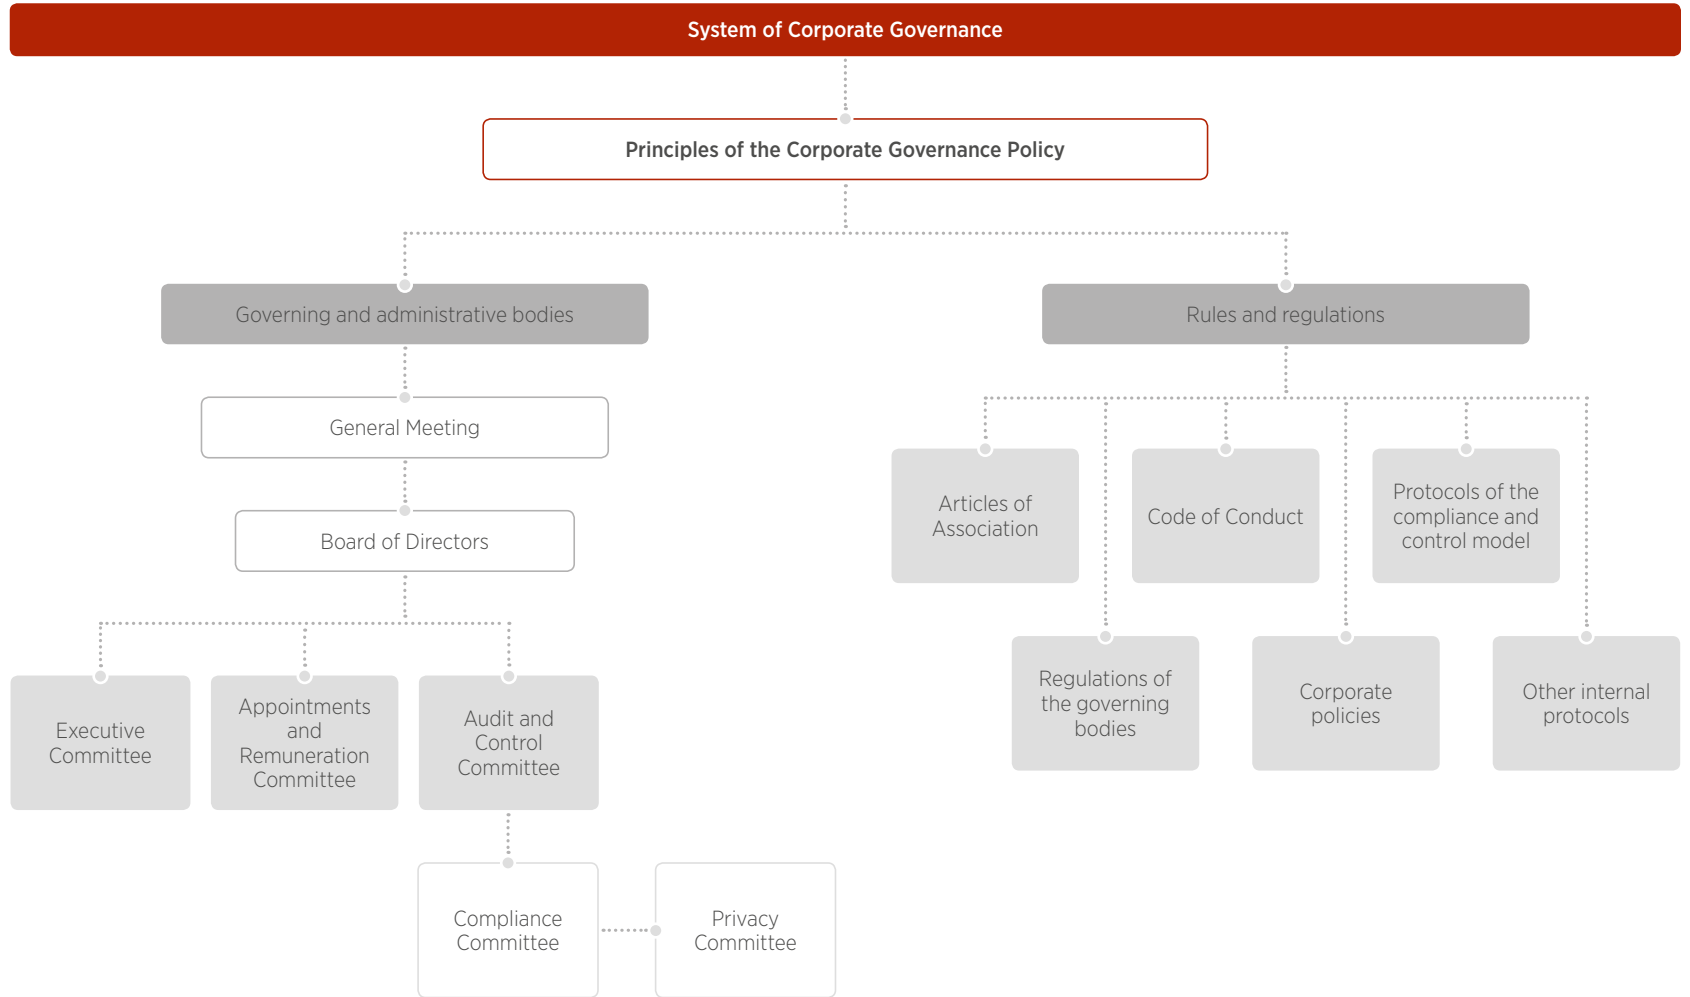 System of Corporate Governance
Principles of the Corporate Governance Policy
Governing and administrative bodies
Rules and regulations
General Meeting
Board of Directors
Executive
Committee
Appointments
and
Remuneration
Committee
Audit and
Control
Committee
Compliance
Committee
Privacy
Committee
Articles of
Association
Code of Conduct
Protocols of the
compliance and
control model
Regulations of
the governing
bodies
Corporate
policies
Other internal
protocols